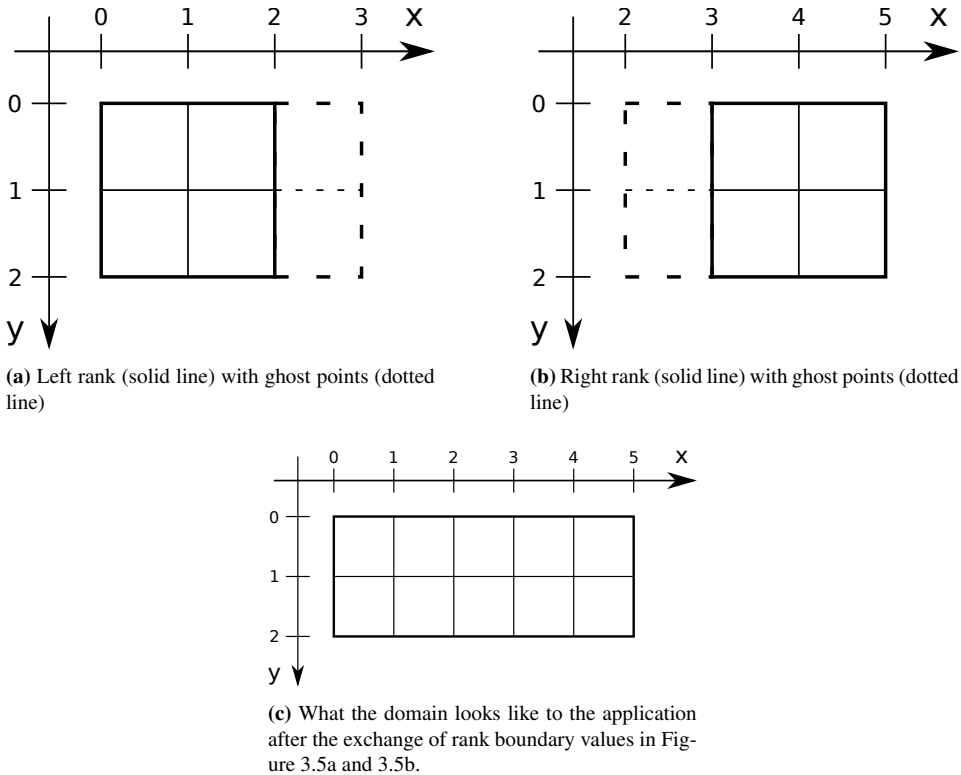 0 1 2 3 x
0
1
2
y
(a) Left rank (solid line) with ghost points (dotted
line)
2 3 4 5 x
0
1
2
y
(b) Right rank (solid line) with ghost points (dotted
line)
0 1 2 3 4 5 x
0
1
2
y
(c) What the domain looks like to the application
after the exchange of rank boundary values in Fig-
ure 3.5a and 3.5b.